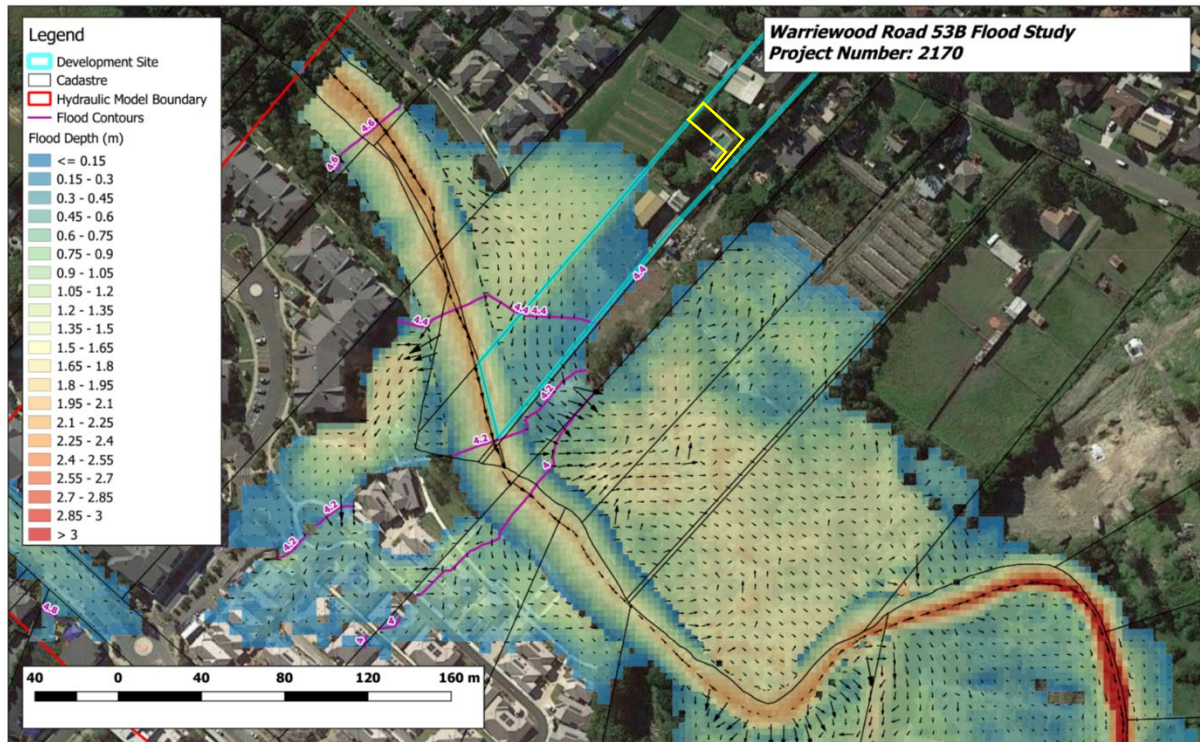 Warriewood Road 53B Flood Study
Project Number: 2170
Legend
Development Site
Cadastre
Hydraulic Model Boundary
Flood Contours
Flood Depth (m)
<= 0.15
0.15 - 0.3
0.3 - 0.45
0.45 - 0.6
0.6 - 0.75
0.75 - 0.9
0.9 - 1.05
1.05 - 1.2
1.2 - 1.35
1.35 - 1.5
1.5 - 1.65
1.65 - 1.8
1.8 - 1.95
1.95 - 2.1
2.1 - 2.25
2.25 - 2.4
2.4 - 2.55
2.55 - 2.7
2.7 - 2.85
2.85 - 3
> 3
4.6
4.6
4.4
4.4
4.4
4.4
4.2
4.2
4
4.2
4.2
4.8
4
4
40 0 40 80 120 160 m